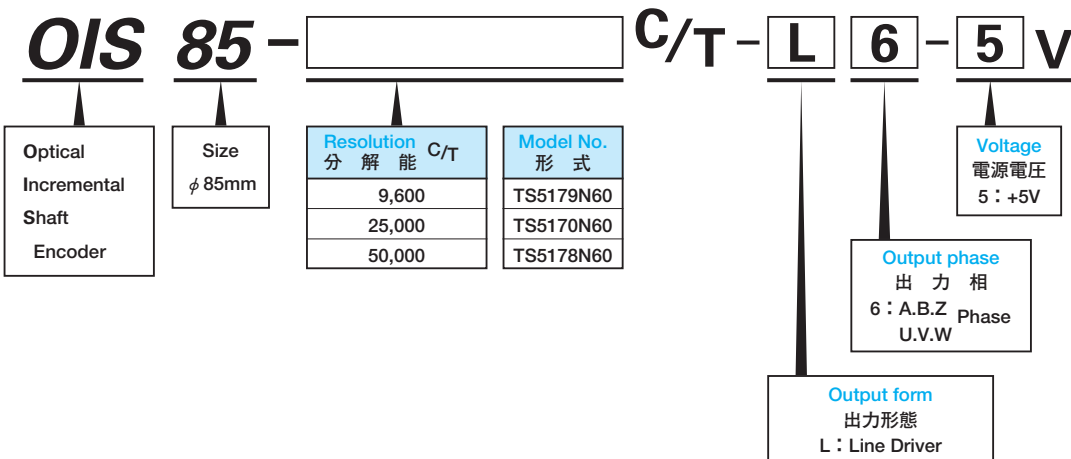 OIS 85 – C/T – L 6 – 5 V
Optical
Incremental
Shaft
Encoder
Size
φ 85mm
Resolution C/T
分解能
Model No.
形式
9,600 TS5179N60
25,000 TS5170N60
50,000 TS5178N60
Voltage
電源電圧
5：+5V
Output phase
出力相
6：A.B.Z Phase
U.V.W
Output form
出力形態
L：Line Driver